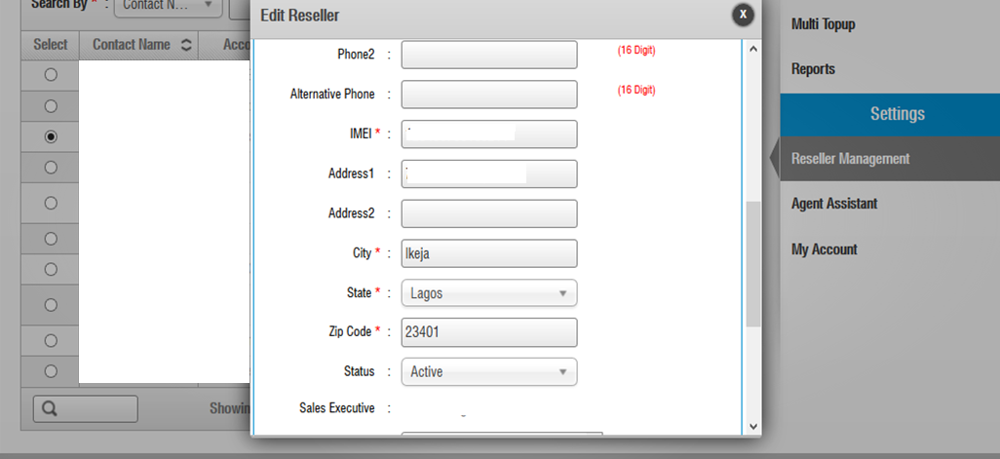 Search By * :
Contact N...
Select
Contact Name
Acco
Showin
Edit Reseller
X
Phone2 :
(16 Digit)
Alternative Phone :
(16 Digit)
IMEI * :
Address1 :
Address2 :
City * :
Ikeja
State * :
Lagos
Zip Code * :
23401
Status :
Active
Sales Executive :
Multi Topup
Reports
Settings
Reseller Management
Agent Assistant
My Account